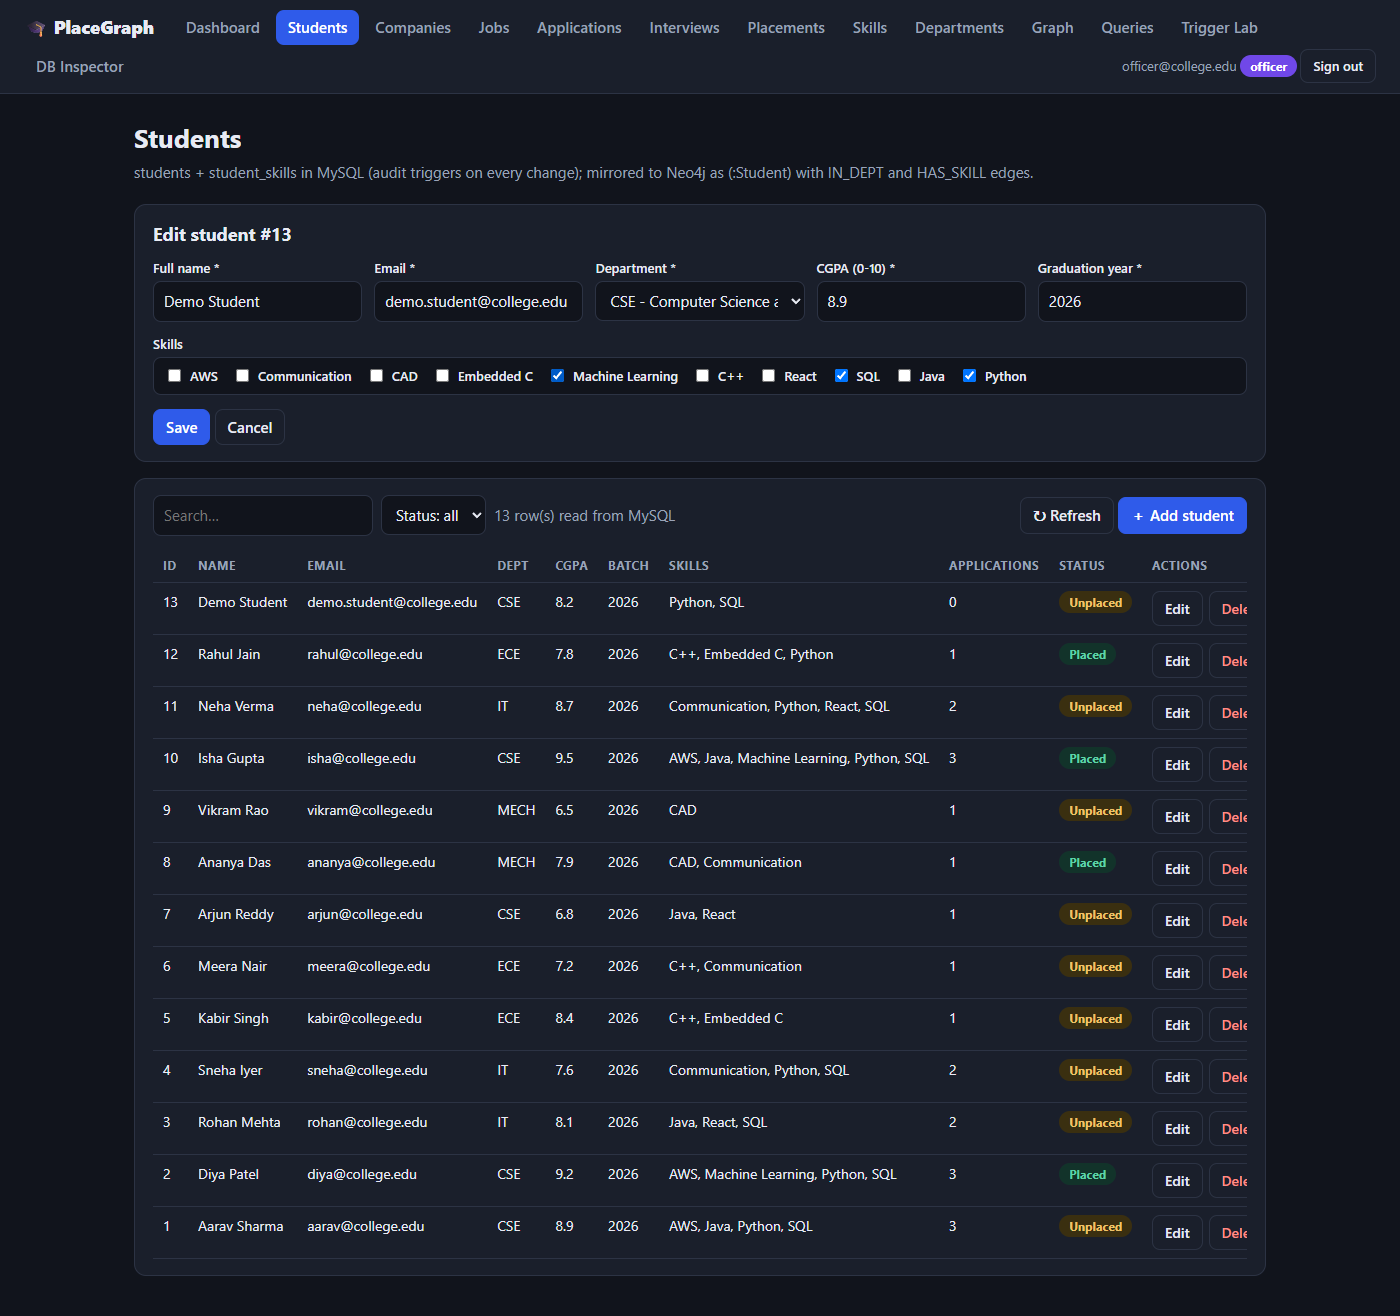 PlaceGraph Dashboard Students Companies Jobs Applications Interviews Placements Skills Departments Graph Queries Trigger Lab
DB Inspector officer@college.edu officer Sign out
Students
students + student_skills in MySQL (audit triggers on every change); mirrored to Neo4j as (:Student) with IN_DEPT and HAS_SKILL edges.
Edit student #13
Full name * Email * Department * CGPA (0-10) * Graduation year *
Demo Student demo.student@college.edu CSE - Computer Science a 8.9 2026
Skills
AWS Communication CAD Embedded C Machine Learning C++ React SQL Java Python
Save Cancel
Search... Status: all 13 row(s) read from MySQL ↻ Refresh + Add student
ID NAME EMAIL DEPT CGPA BATCH SKILLS APPLICATIONS STATUS ACTIONS
13 Demo Student demo.student@college.edu CSE 8.2 2026 Python, SQL 0 Unplaced Edit Dele
12 Rahul Jain rahul@college.edu ECE 7.8 2026 C++, Embedded C, Python 1 Placed Edit Dele
11 Neha Verma neha@college.edu IT 8.7 2026 Communication, Python, React, SQL 2 Unplaced Edit Dele
10 Isha Gupta isha@college.edu CSE 9.5 2026 AWS, Java, Machine Learning, Python, SQL 3 Placed Edit Dele
9 Vikram Rao vikram@college.edu MECH 6.5 2026 CAD 1 Unplaced Edit Dele
8 Ananya Das ananya@college.edu MECH 7.9 2026 CAD, Communication 1 Placed Edit Dele
7 Arjun Reddy arjun@college.edu CSE 6.8 2026 Java, React 1 Unplaced Edit Dele
6 Meera Nair meera@college.edu ECE 7.2 2026 C++, Communication 1 Unplaced Edit Dele
5 Kabir Singh kabir@college.edu ECE 8.4 2026 C++, Embedded C 1 Unplaced Edit Dele
4 Sneha Iyer sneha@college.edu IT 7.6 2026 Communication, Python, SQL 2 Unplaced Edit Dele
3 Rohan Mehta rohan@college.edu IT 8.1 2026 Java, React, SQL 2 Unplaced Edit Dele
2 Diya Patel diya@college.edu CSE 9.2 2026 AWS, Machine Learning, Python, SQL 3 Placed Edit Dele
1 Aarav Sharma aarav@college.edu CSE 8.9 2026 AWS, Java, Python, SQL 3 Unplaced Edit Dele